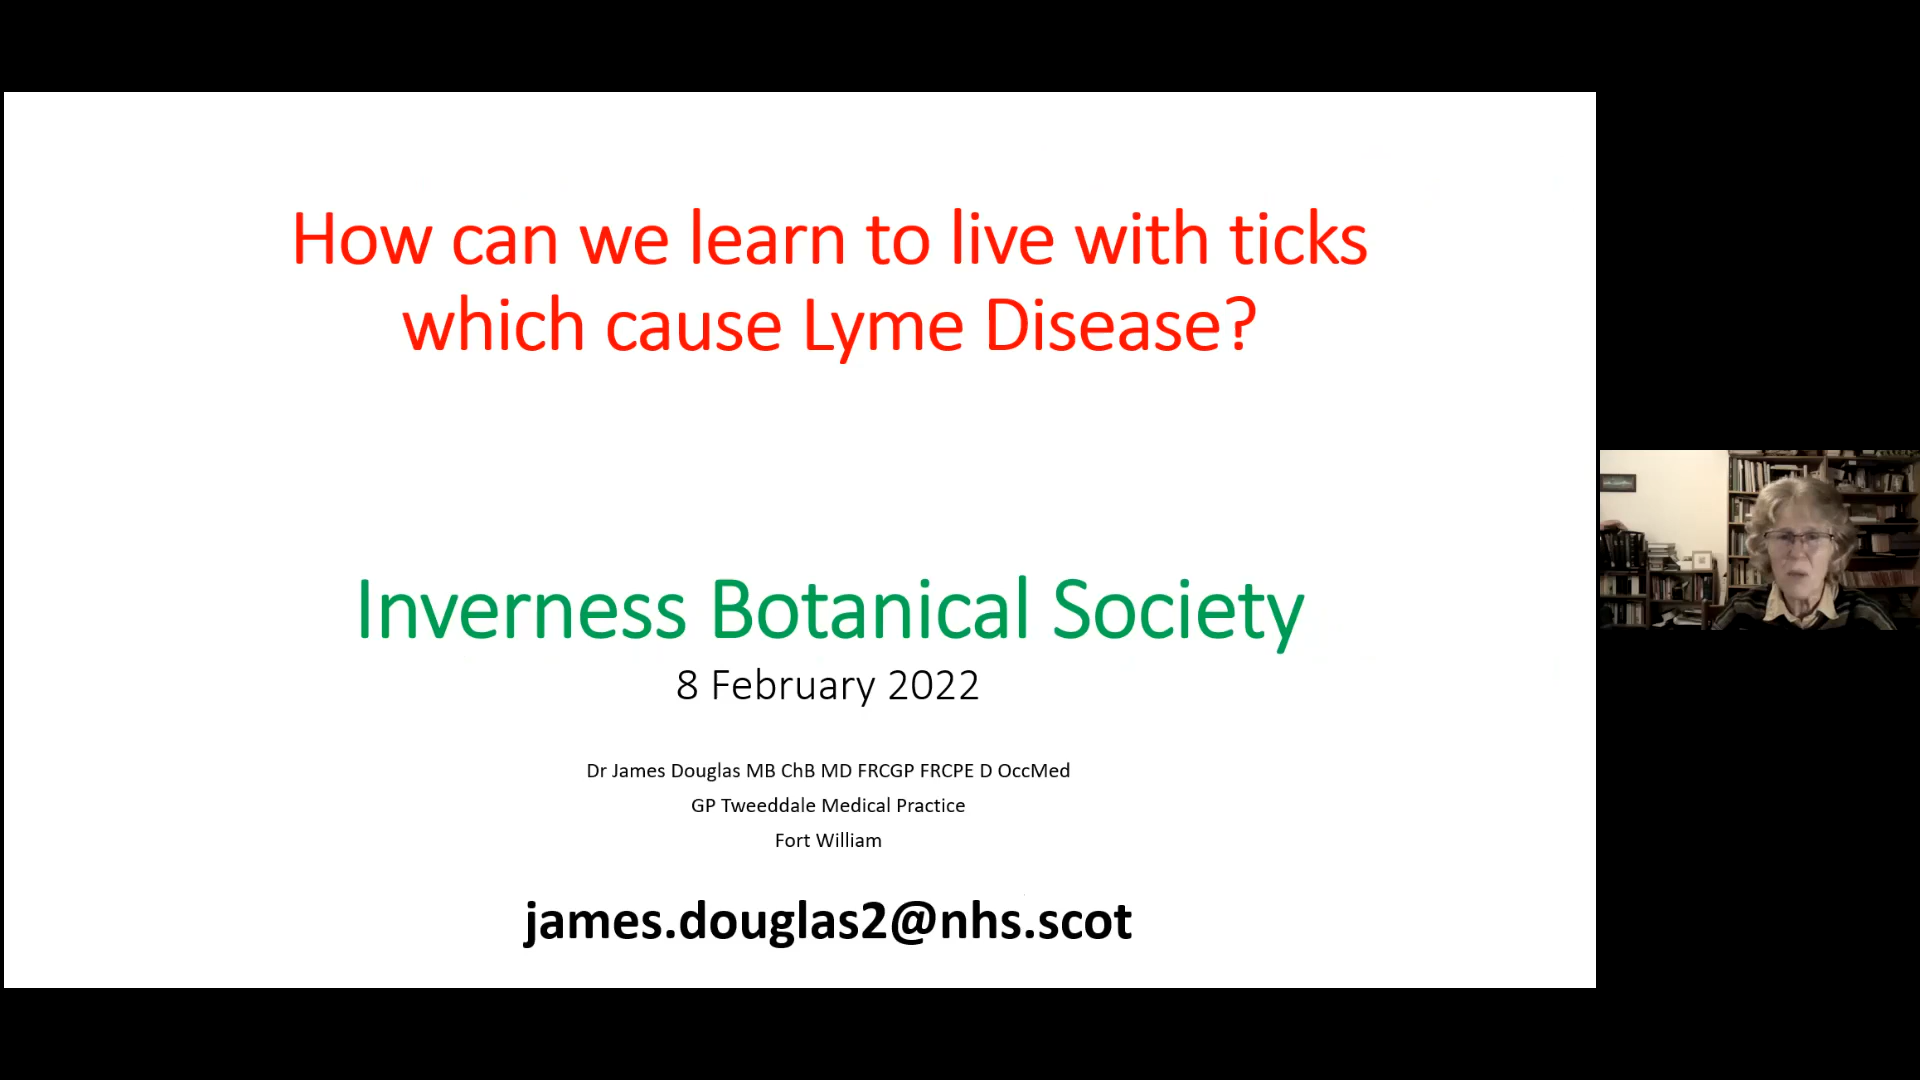 How can we learn to live with ticks
which cause Lyme Disease?
Inverness Botanical Society
8 February 2022
Dr James Douglas MB ChB MD FRCGP FRCPE D OccMed
GP Tweeddale Medical Practice
Fort William
james.douglas2@nhs.scot